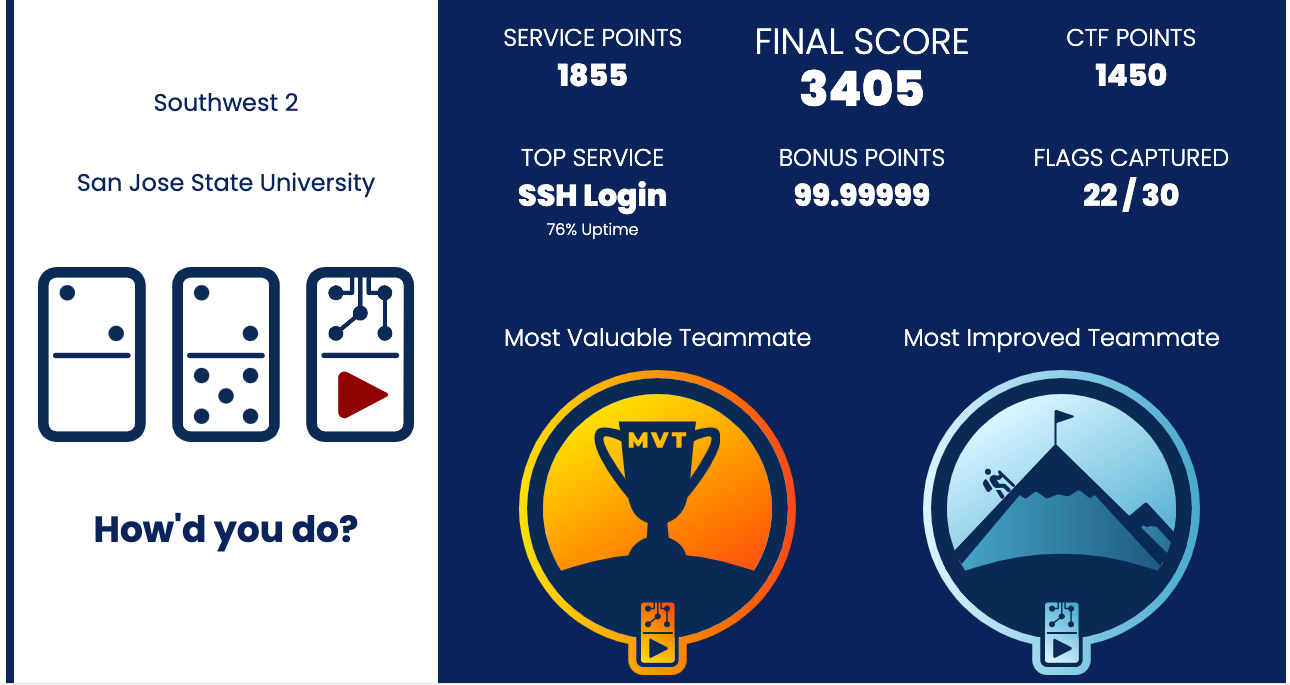 Southwest 2
San Jose State University
How'd you do?
SERVICE POINTS
1855
FINAL SCORE
3405
CTF POINTS
1450
TOP SERVICE
SSH Login
76% Uptime
BONUS POINTS
99.99999
FLAGS CAPTURED
22 / 30
Most Valuable Teammate
MVT
Most Improved Teammate